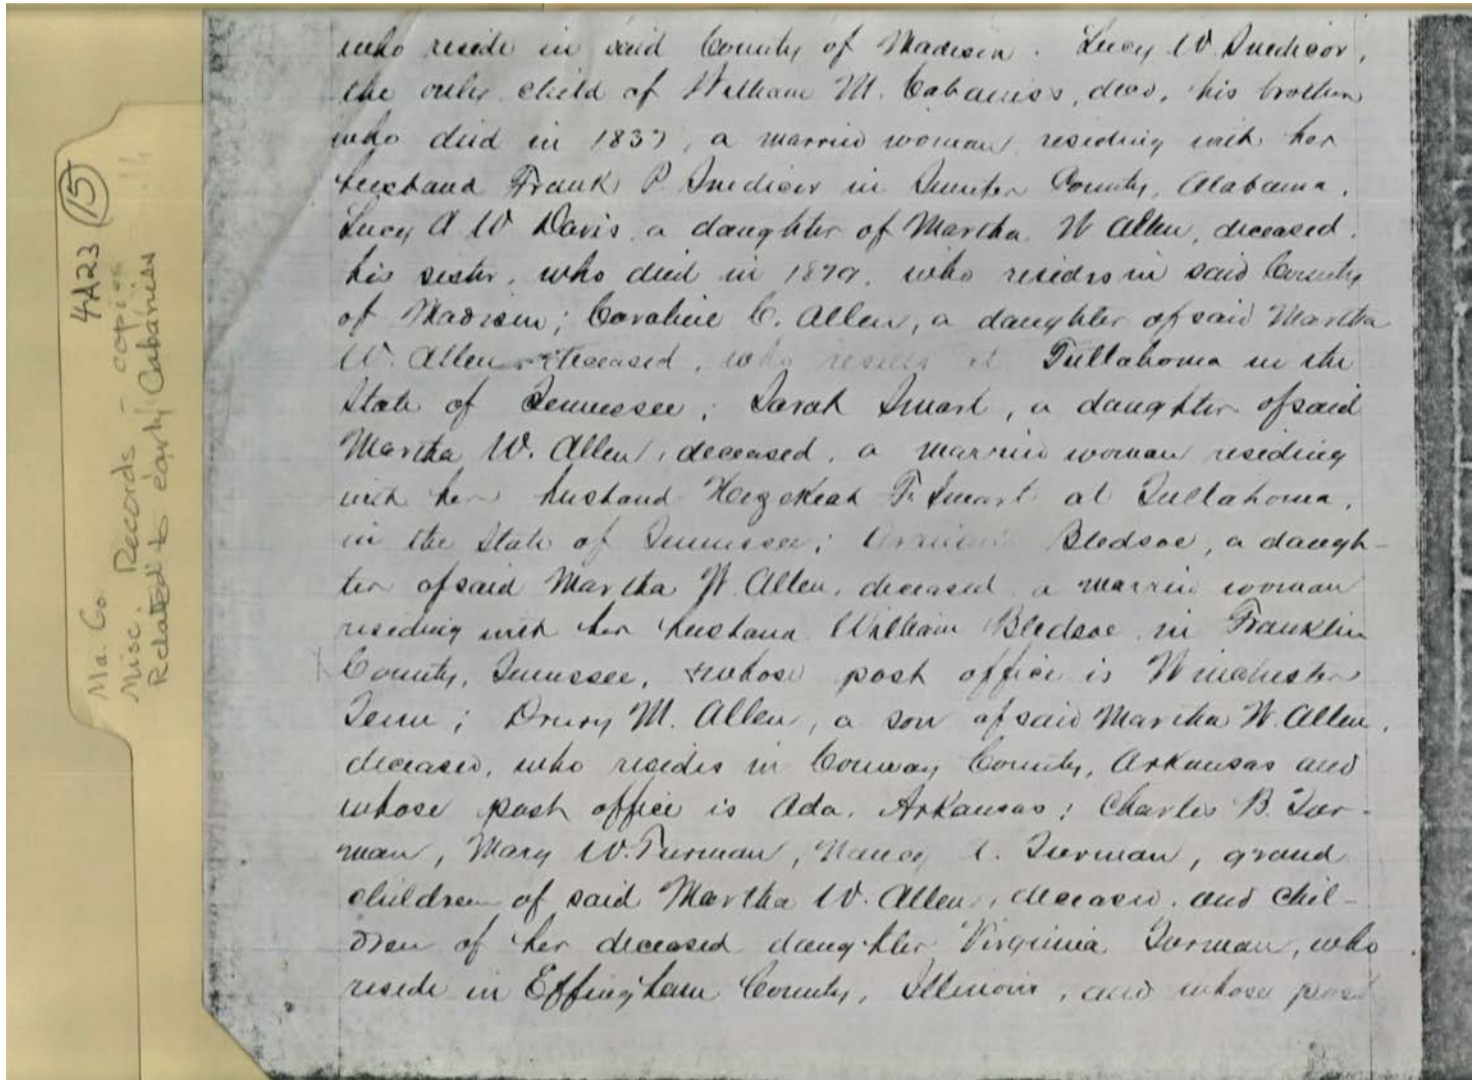 4A23 (15)
Ma. Co.
Misc. Records - copies
Related to early Cabaniss !!!
who reside in said County of Madison. Lucy W. Snedicor,
the only child of William M. Cabaniss, decd, his brother
who died in 1837, a married woman residing with her
husband Frank P. Snedicor in Sumter County, Alabama.
Lucy A W Davis a daughter of Martha W Allen, deceased.
his sister, who died in 1879, who resides in said County
of Madison; Caroline C. Allen, a daughter of said Martha
W. Allen deceased, who resides at Tullahoma in the
State of Tennessee; Sarah Smart, a daughter of said
Martha W. Allen, deceased, a married woman residing
with her husband Hezekiah F. Smart at Tullahoma,
in the State of Tennessee; Bledsoe, a daugh-
ter of said Martha W. Allen, deceased a married woman
residing with her husband William Bledsoe in Franklin
County, Tennessee, whose post office is Winchester
Tenn; Drury M. Allen, a son of said Martha W. Allen,
deceased, who resides in Conway County, Arkansas and
whose post office is Ada, Arkansas; Charles B. Tur-
man, Mary W. Turman, Nancy Turman, grand
children of said Martha W. Allen, deceased, and chil-
dren of her deceased daughter Virginia Turman, who
reside in Effingham County, Illinois, and whose post